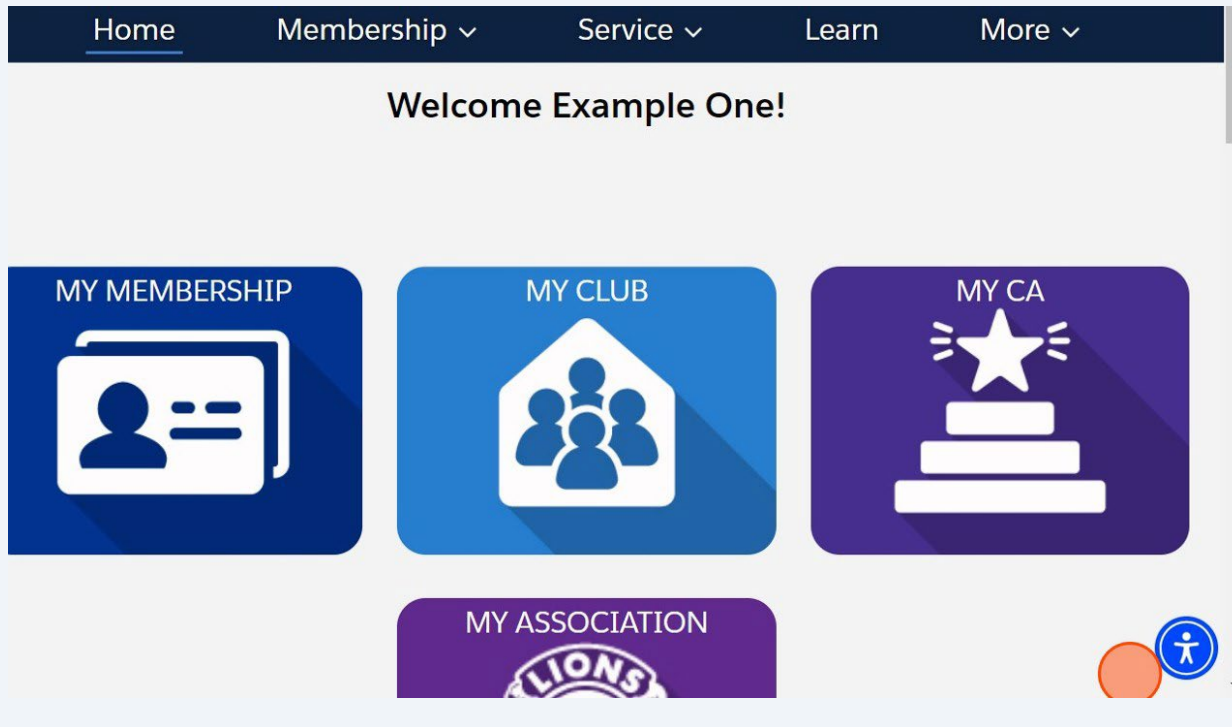 Home Membership Service Learn More
Welcome Example One!
MY MEMBERSHIP MY CLUB MY CA
MY ASSOCIATION
LIONS